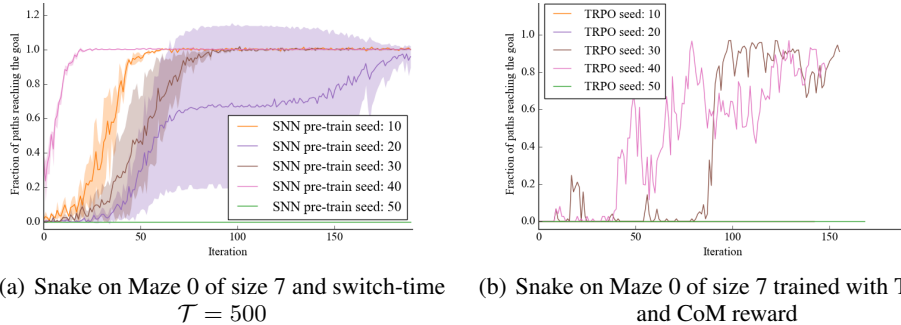 Fraction of paths reaching the goal
1.2
1.0
0.8
0.6
0.4
0.2
0.0
SNN pre-train seed: 10
SNN pre-train seed: 20
SNN pre-train seed: 30
SNN pre-train seed: 40
SNN pre-train seed: 50
0 50 100 150
Iteration
Fraction of paths reaching the goal
1.0
0.8
0.6
0.4
0.2
0.0
TRPO seed: 10
TRPO seed: 20
TRPO seed: 30
TRPO seed: 40
TRPO seed: 50
0 50 100 150
Iteration
a) Snake on Maze 0 of size 7 and switch-time
𝒯 = 500
(b) Snake on Maze 0 of size 7 trained with T
and CoM reward